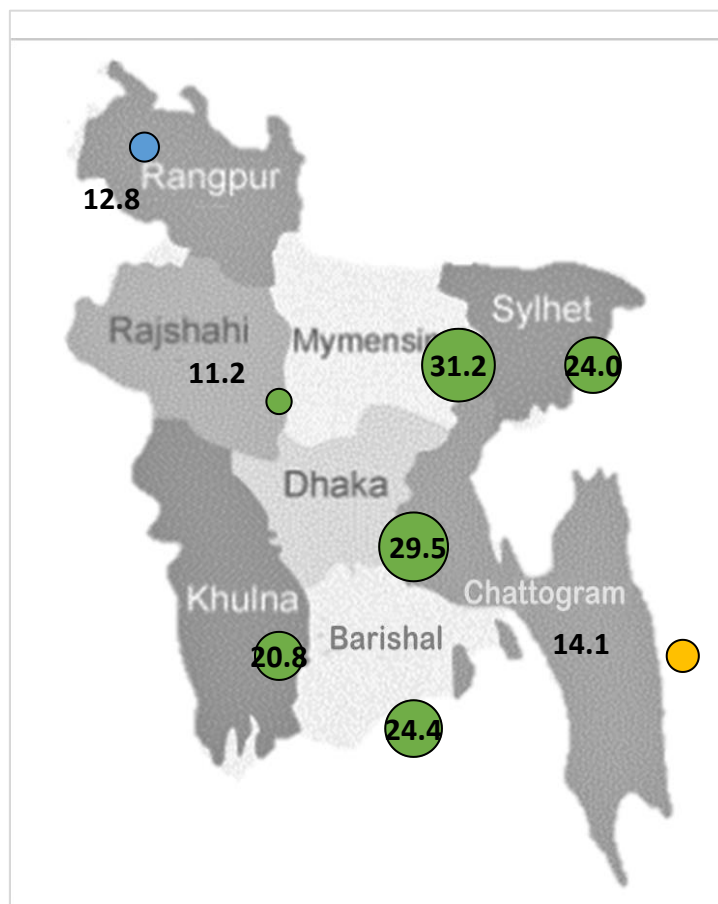 Rangpur
12.8
Sylhet
Rajshahi
Mymensin
31.2
24.0
11.2
Dhaka
29.5
Chattogram
Khulna
Barishal
14.1
20.8
24.4